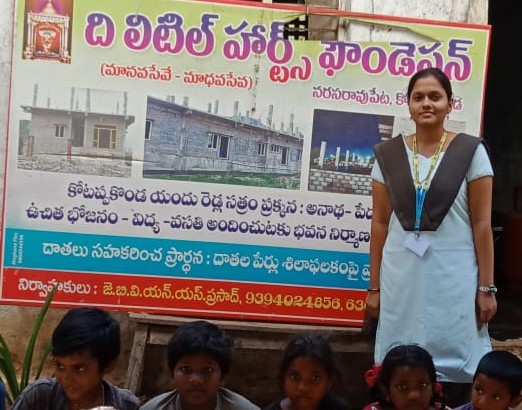 ది లిటిల్ హార్ట్స్ ఫౌండేషన్
(మానవసేవే - మాధవసేవ)
నరసరావుపేట,
కోటప్పకొండ యందు రెడ్ల సత్రం ప్రక్కన : అనాథ- పేద
ఉచిత భోజనం - విద్య -వసతి అందించుటకు భవన నిర్మాణ
దాతలు సహకరించ ప్రార్థన : దాతల పేర్లు శిలాఫలకంపై
నిర్వాహకులు : జె.బి.వి.యన్.యస్.ప్రసాద్, 9394024856, 630